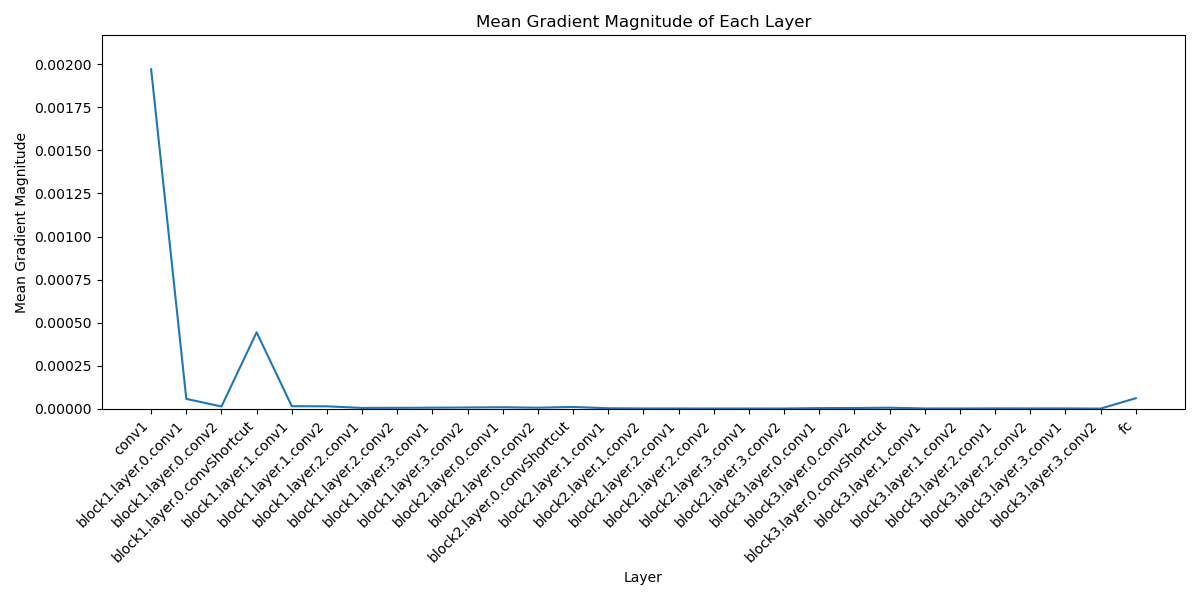 Mean Gradient Magnitude of Each Layer
Mean Gradient Magnitude
0.00200
0.00175
0.00150
0.00125
0.00100
0.00075
0.00050
0.00025
0.00000
conv1
block1.layer.0.conv1
block1.layer.0.conv2
block1.layer.0.convShortcut
block1.layer.1.conv1
block1.layer.1.conv2
block1.layer.2.conv1
block1.layer.2.conv2
block1.layer.3.conv1
block1.layer.3.conv2
block2.layer.0.conv1
block2.layer.0.conv2
block2.layer.0.convShortcut
block2.layer.1.conv1
block2.layer.1.conv2
block2.layer.2.conv1
block2.layer.2.conv2
block2.layer.3.conv1
block2.layer.3.conv2
block3.layer.0.conv1
block3.layer.0.conv2
block3.layer.0.convShortcut
block3.layer.1.conv1
block3.layer.1.conv2
block3.layer.2.conv1
block3.layer.2.conv2
block3.layer.3.conv1
block3.layer.3.conv2
fc
Layer